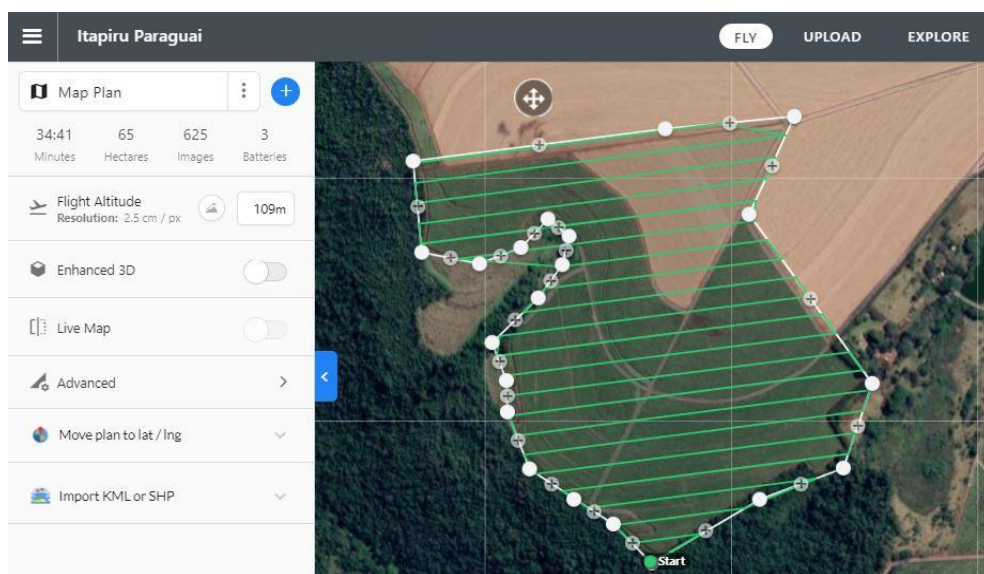 Itapiru Paraguai
FLY UPLOAD EXPLORE
Map Plan
34:41 65 625 3
Minutes Hectares Images Batteries
Flight Altitude
Resolution: 2.5 cm / px
109m
Enhanced 3D
Live Map
Advanced
Move plan to lat / lng
Import KML or SHP
Start